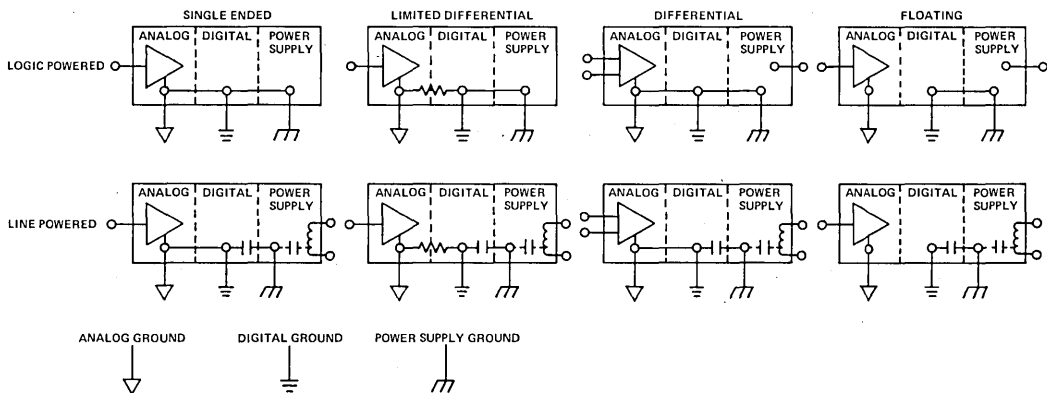 SINGLE ENDED LIMITED DIFFERENTIAL DIFFERENTIAL FLOATING
ANALOG DIGITAL POWER SUPPLY ANALOG DIGITAL POWER SUPPLY ANALOG DIGITAL POWER SUPPLY ANALOG DIGITAL POWER SUPPLY
LOGIC POWERED
ANALOG DIGITAL POWER SUPPLY ANALOG DIGITAL POWER SUPPLY ANALOG DIGITAL POWER SUPPLY ANALOG DIGITAL POWER SUPPLY
LINE POWERED
ANALOG GROUND DIGITAL GROUND POWER SUPPLY GROUND